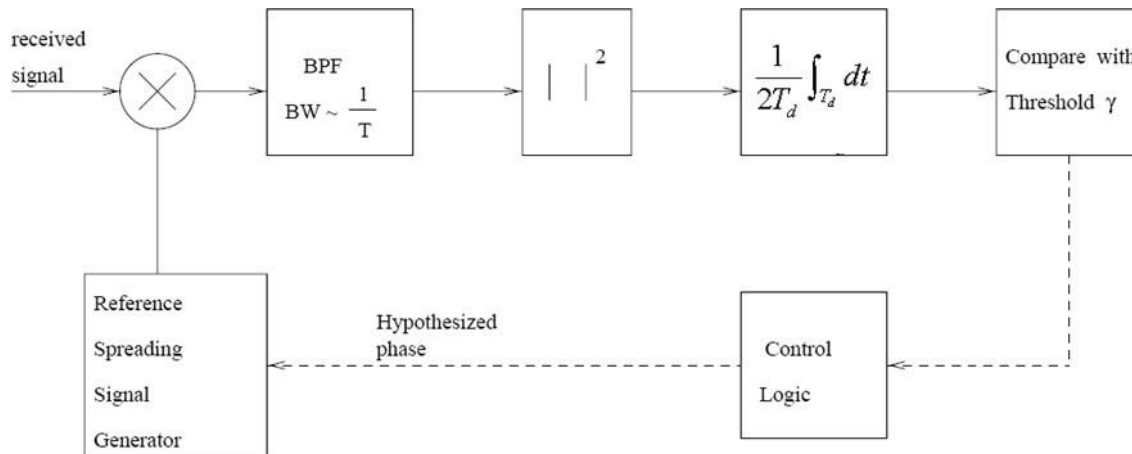 received
signal
BPF
BW ~ 1/T
| |²
1/2T_d ∫_{T_d} dt
Compare with
Threshold γ
Reference
Spreading
Signal
Generator
Hypothesized
phase
Control
Logic